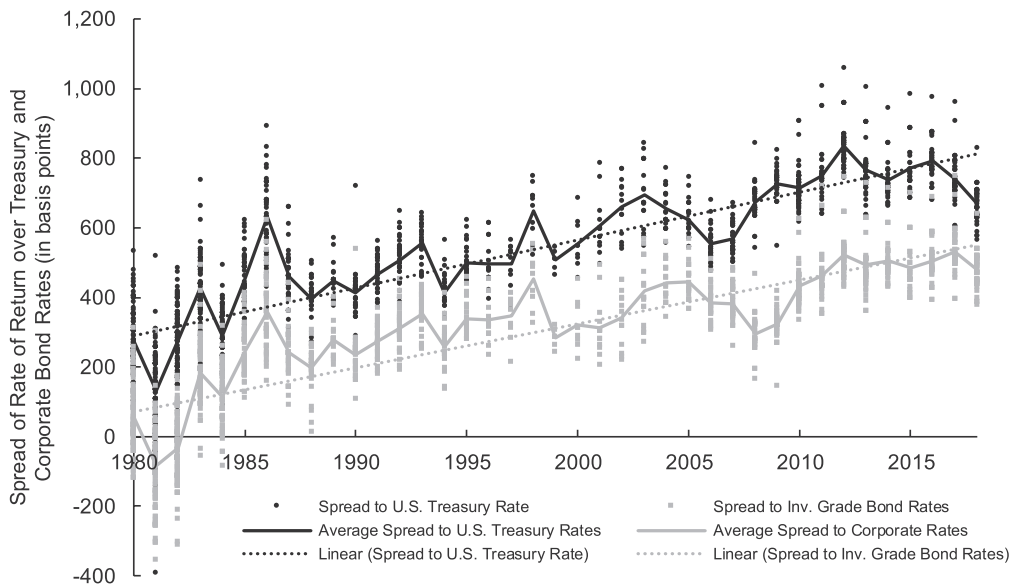 Spread of Rate of Return over Treasury and
Corporate Bond Rates (in basis points)
1,200
1,000
800
600
400
200
0
-200
-400
1980 1985 1990 1995 2000 2005 2010 2015
Spread to U.S. Treasury Rate
Spread to Inv. Grade Bond Rates
Average Spread to U.S. Treasury Rates
Average Spread to Corporate Rates
Linear (Spread to U.S. Treasury Rate)
Linear (Spread to Inv. Grade Bond Rates)